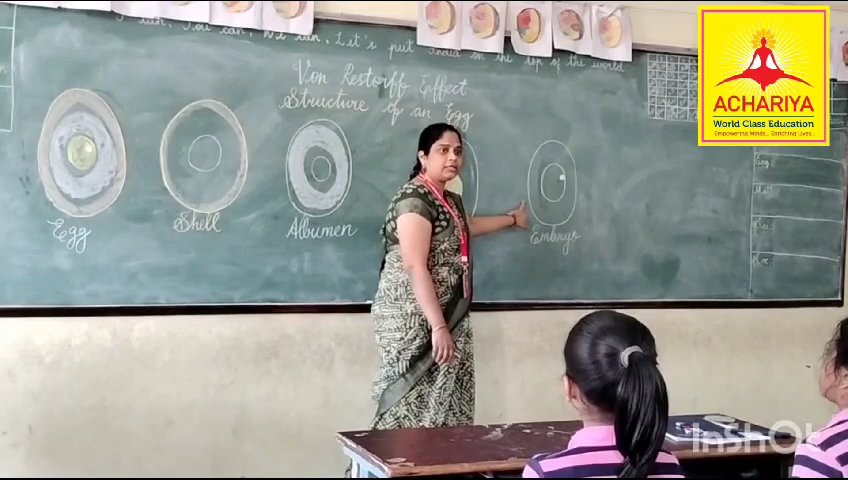 You can, We can, Let's put India on the top of the world
Von Restorff Effect
Structure of an Egg
Egg
Shell
Albumen
Embryo
ACHARIYA
World Class Education
Empowering Minds... Enriching Lives...
InShot